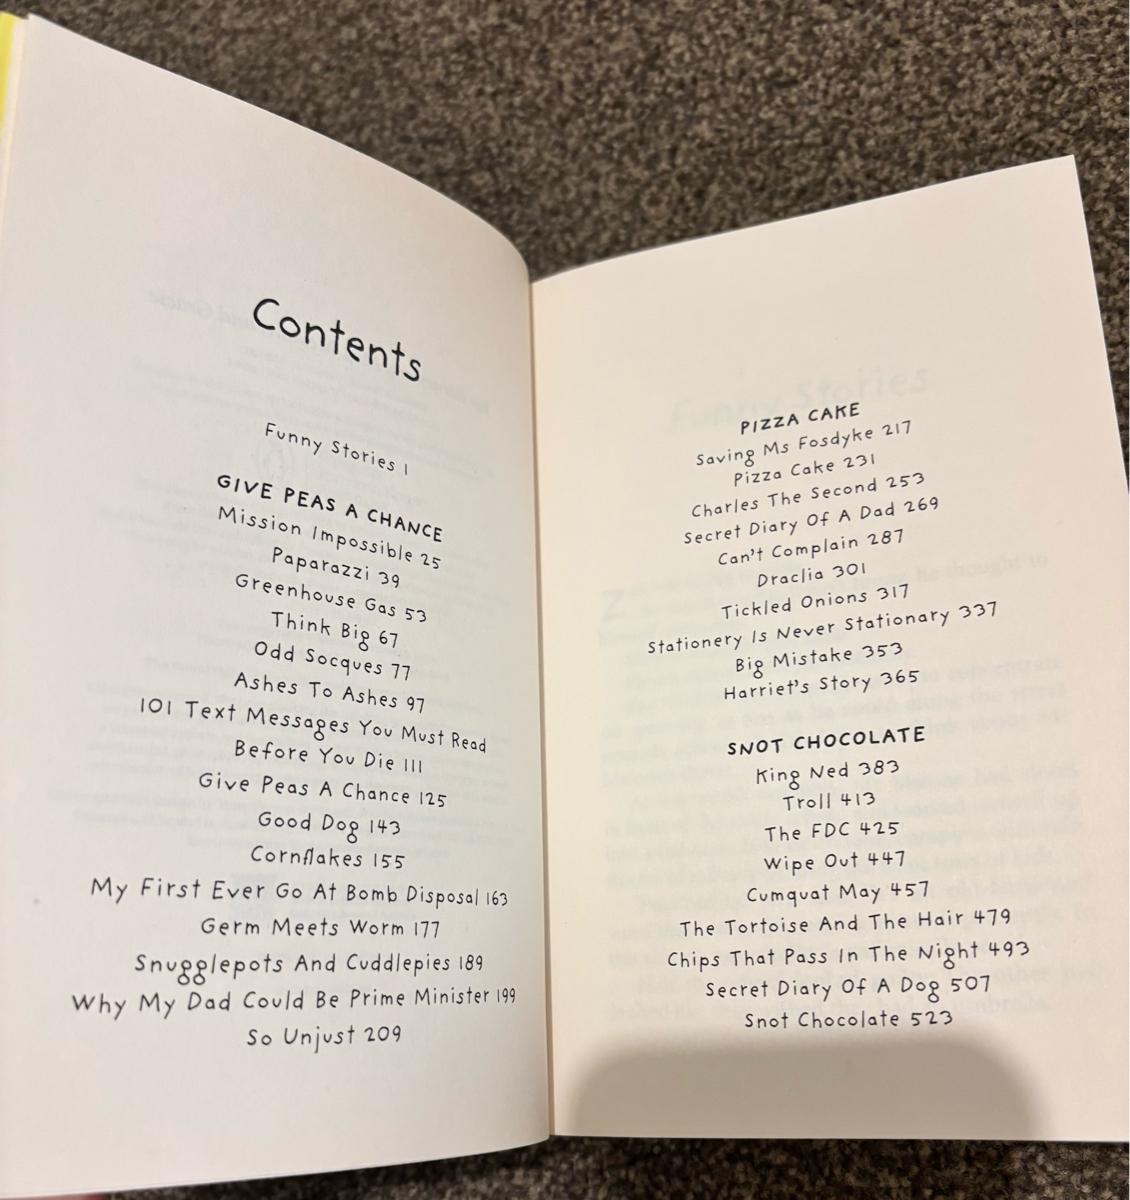 Contents
Funny Stories 1
GIVE PEAS A CHANCE
Mission Impossible 25
Paparazzi 39
Greenhouse Gas 53
Think Big 67
Odd Socques 77
Ashes To Ashes 97
101 Text Messages You Must Read
Before You Die 111
Give Peas A Chance 125
Good Dog 143
Cornflakes 155
My First Ever Go At Bomb Disposal 163
Germ Meets Worm 177
Snugglepots And Cuddlepies 189
Why My Dad Could Be Prime Minister 199
So Unjust 209
Funny Stories
PIZZA CAKE
Saving Ms Fosdyke 217
Pizza Cake 231
Charles The Second 253
Secret Diary Of A Dad 269
Can't Complain 287
Draclia 301
Tickled Onions 317
Stationery Is Never Stationary 337
Big Mistake 353
Harriet's Story 365
SNOT CHOCOLATE
King Ned 383
Troll 413
The FDC 425
Wipe Out 447
Cumquat May 457
The Tortoise And The Hair 479
Chips That Pass In The Night 493
Secret Diary Of A Dog 507
Snot Chocolate 523